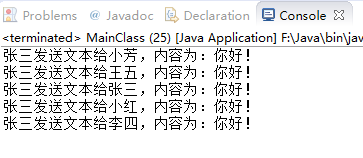 Problems @ Javadoc Declaration Console
<terminated> MainClass (25) [Java Application] F:\Java\bin\jav
张三发送文本给小芳，内容为：你好！
张三发送文本给王五，内容为：你好！
张三发送文本给张三，内容为：你好！
张三发送文本给小红，内容为：你好！
张三发送文本给李四，内容为：你好！